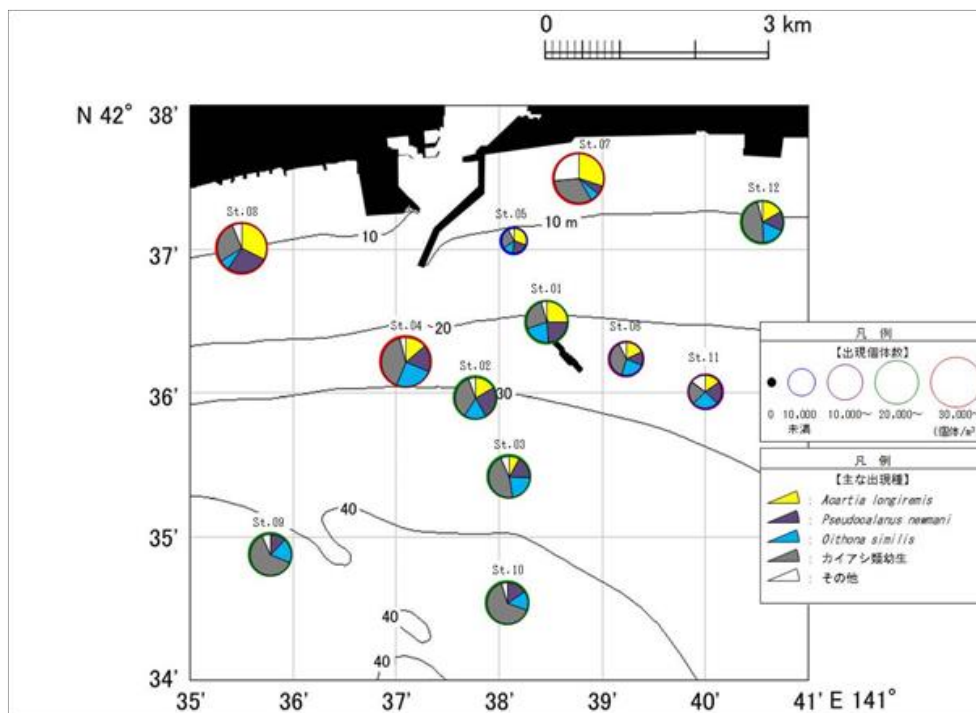 0 3 km
N 42° 38'
St.07
St.12
St.08
St.05
10 m
10
37'
St.01
St.04
20
St.06
St.02
St.11
36'
30
St.03
40
St.09
35'
St.10
40
40
34'
35' 36' 37' 38' 39' 40' 41' E 141°
凡 例
【出現個体数】
0 10,000 10,000~ 20,000~ 30,000~
未満 (個体/m³
凡 例
【主な出現種】
: Acartia longiremis
: Pseudocalanus newmani
: Oithona similis
: カイアシ類幼生
: その他